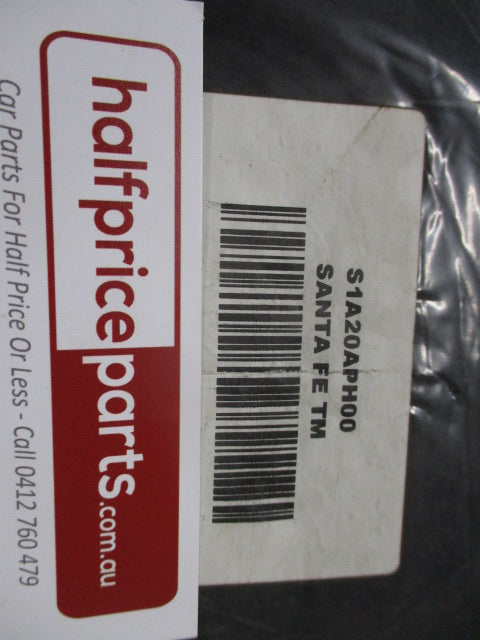 halfpriceparts.com.au
Car Parts For Half Price Or Less - Call 0412 760 479
S1A20APH00
SANTA FE TM